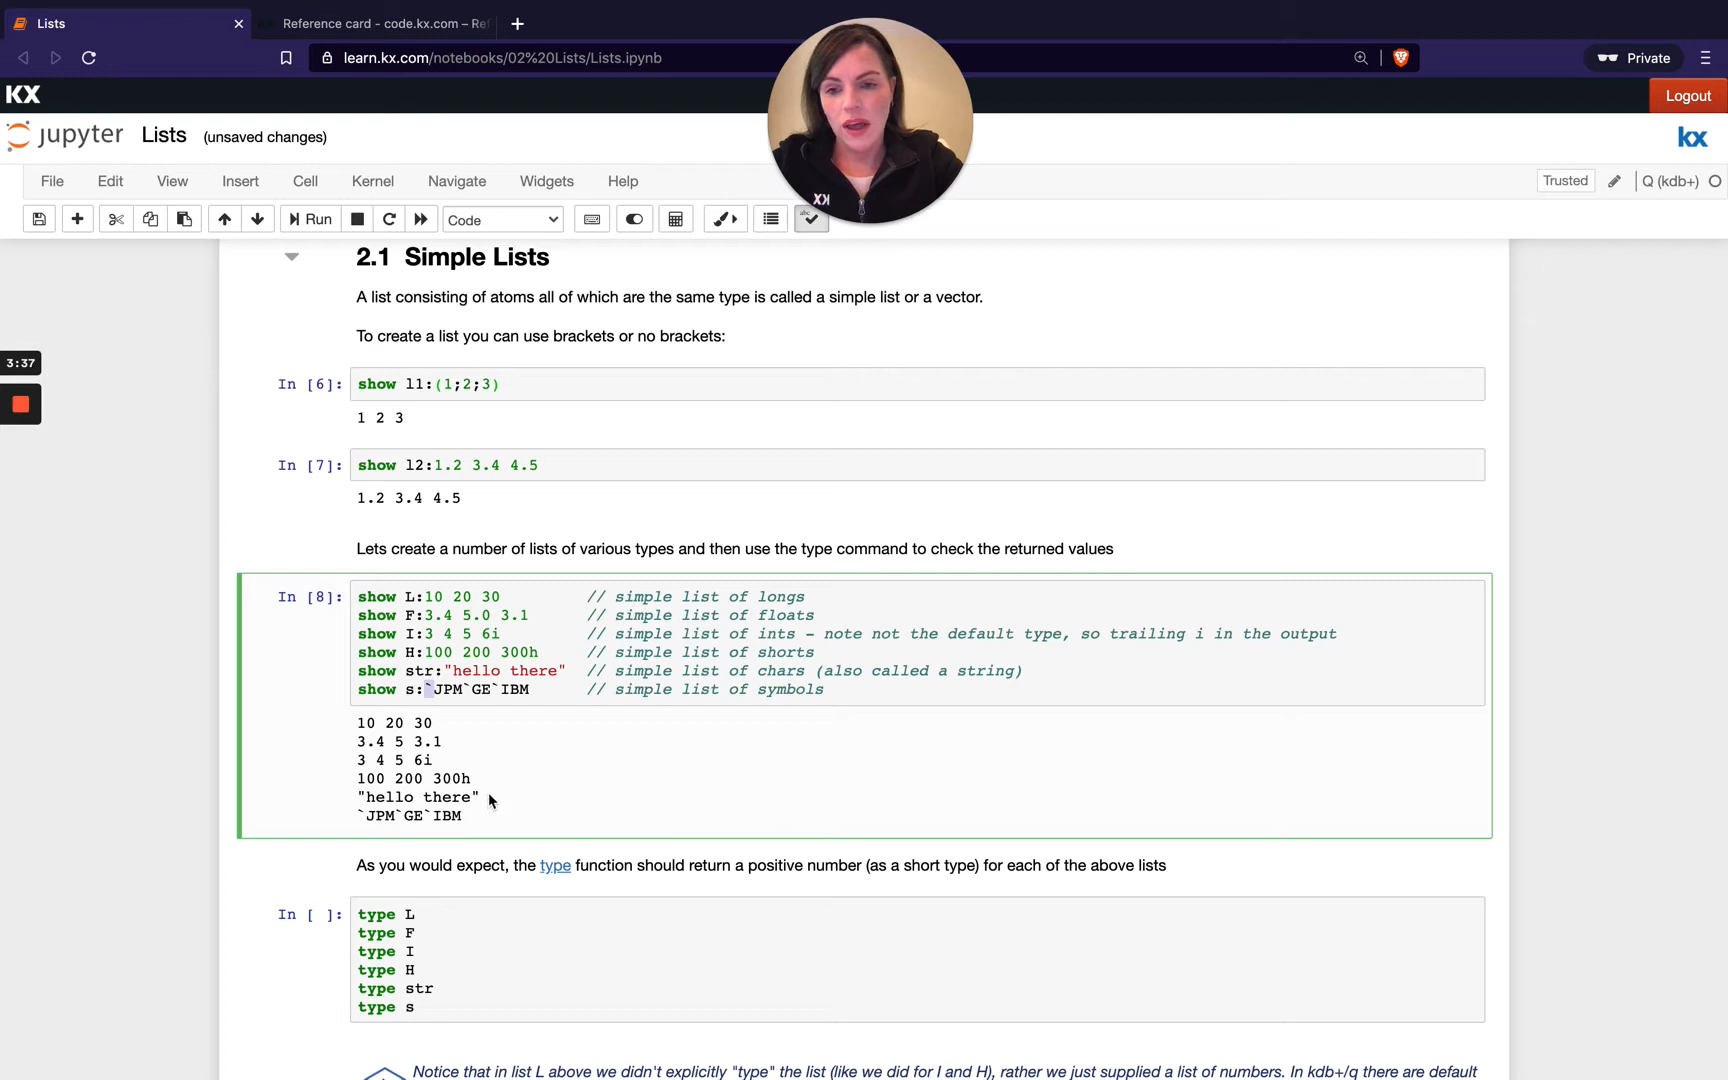 Lists
Reference card - code.kx.com – Re
learn.kx.com/notebooks/02%20Lists/Lists.ipynb
Private
KX
Logout
jupyter Lists (unsaved changes)
kx
File Edit View Insert Cell Kernel Navigate Widgets Help
Trusted
Q (kdb+)
Run
Code
abc
KX
2.1 Simple Lists
A list consisting of atoms all of which are the same type is called a simple list or a vector.
To create a list you can use brackets or no brackets:
3:37
In [6]: show l1:(1;2;3)
1 2 3
In [7]: show l2:1.2 3.4 4.5
1.2 3.4 4.5
Lets create a number of lists of various types and then use the type command to check the returned values
In [8]: show L:10 20 30 // simple list of longs
show F:3.4 5.0 3.1 // simple list of floats
show I:3 4 5 6i // simple list of ints - note not the default type, so trailing i in the output
show H:100 200 300h // simple list of shorts
show str:"hello there" // simple list of chars (also called a string)
show s:`JPM`GE`IBM // simple list of symbols
10 20 30
3.4 5 3.1
3 4 5 6i
100 200 300h
"hello there"
`JPM`GE`IBM
As you would expect, the type function should return a positive number (as a short type) for each of the above lists
In [ ]: type L
type F
type I
type H
type str
type s
Notice that in list L above we didn't explicitly "type" the list (like we did for I and H), rather we just supplied a list of numbers. In kdb+/q there are default